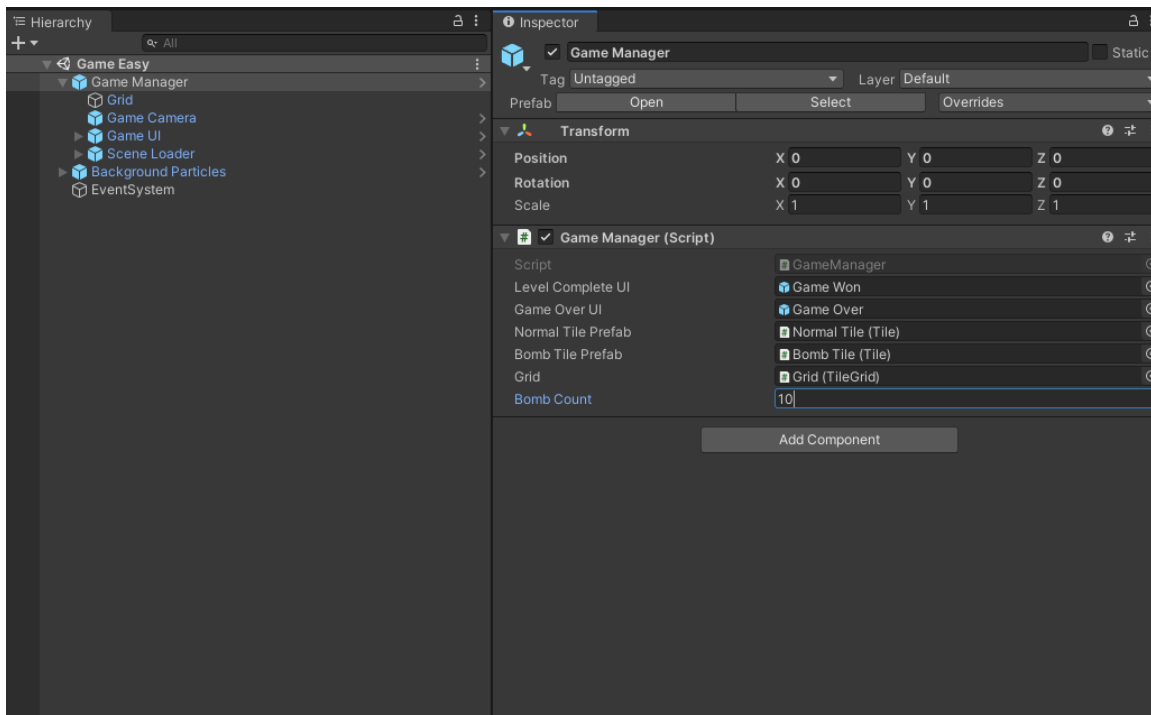 Hierarchy
All
Game Easy
Game Manager
Grid
Game Camera
Game UI
Scene Loader
Background Particles
EventSystem
Inspector
Game Manager Static
Tag Untagged Layer Default
Prefab Open Select Overrides
Transform
Position X 0 Y 0 Z 0
Rotation X 0 Y 0 Z 0
Scale X 1 Y 1 Z 1
# Game Manager (Script)
Script # GameManager
Level Complete UI Game Won
Game Over UI Game Over
Normal Tile Prefab # Normal Tile (Tile)
Bomb Tile Prefab # Bomb Tile (Tile)
Grid # Grid (TileGrid)
Bomb Count 10
Add Component